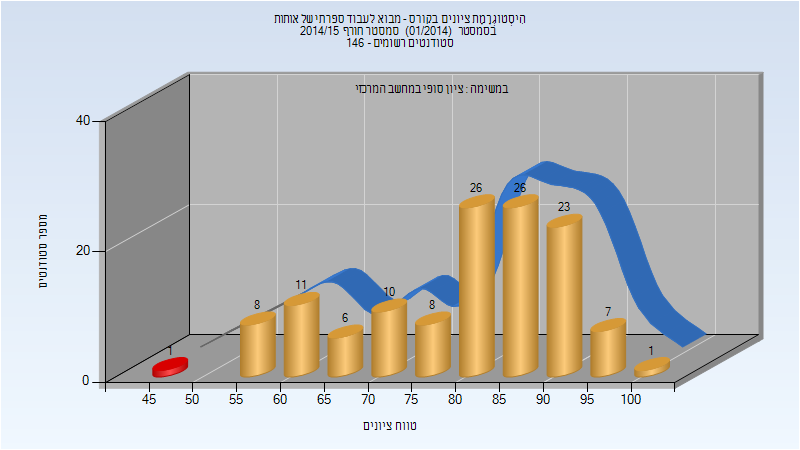 היסטוגרמת ציונים בקורס - מבוא לעבוד ספרתי של אותות
בסמסטר (01/2014) סמסטר חורף 2014/15
סטודנטים רשומים - 146
במשימה : ציון סופי במחשב המרכזי
מספר סטודנטים
40
20
0
1
8
11
6
10
8
26
26
23
7
1
45 50 55 60 65 70 75 80 85 90 95 100
טווח ציונים